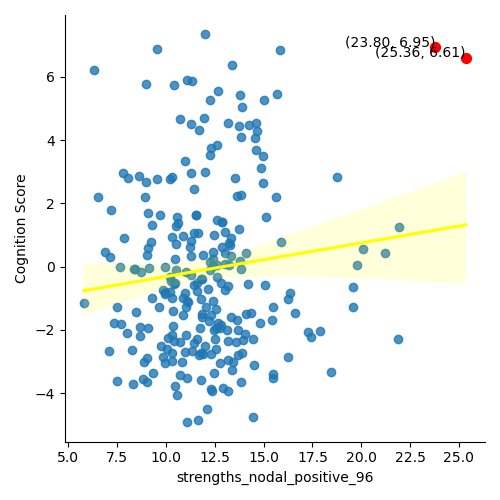 (23.80, 6.95)
(25.36, 6.61)
6
4
2
0
−2
−4
Cognition Score
5.0 7.5 10.0 12.5 15.0 17.5 20.0 22.5 25.0
strengths_nodal_positive_96